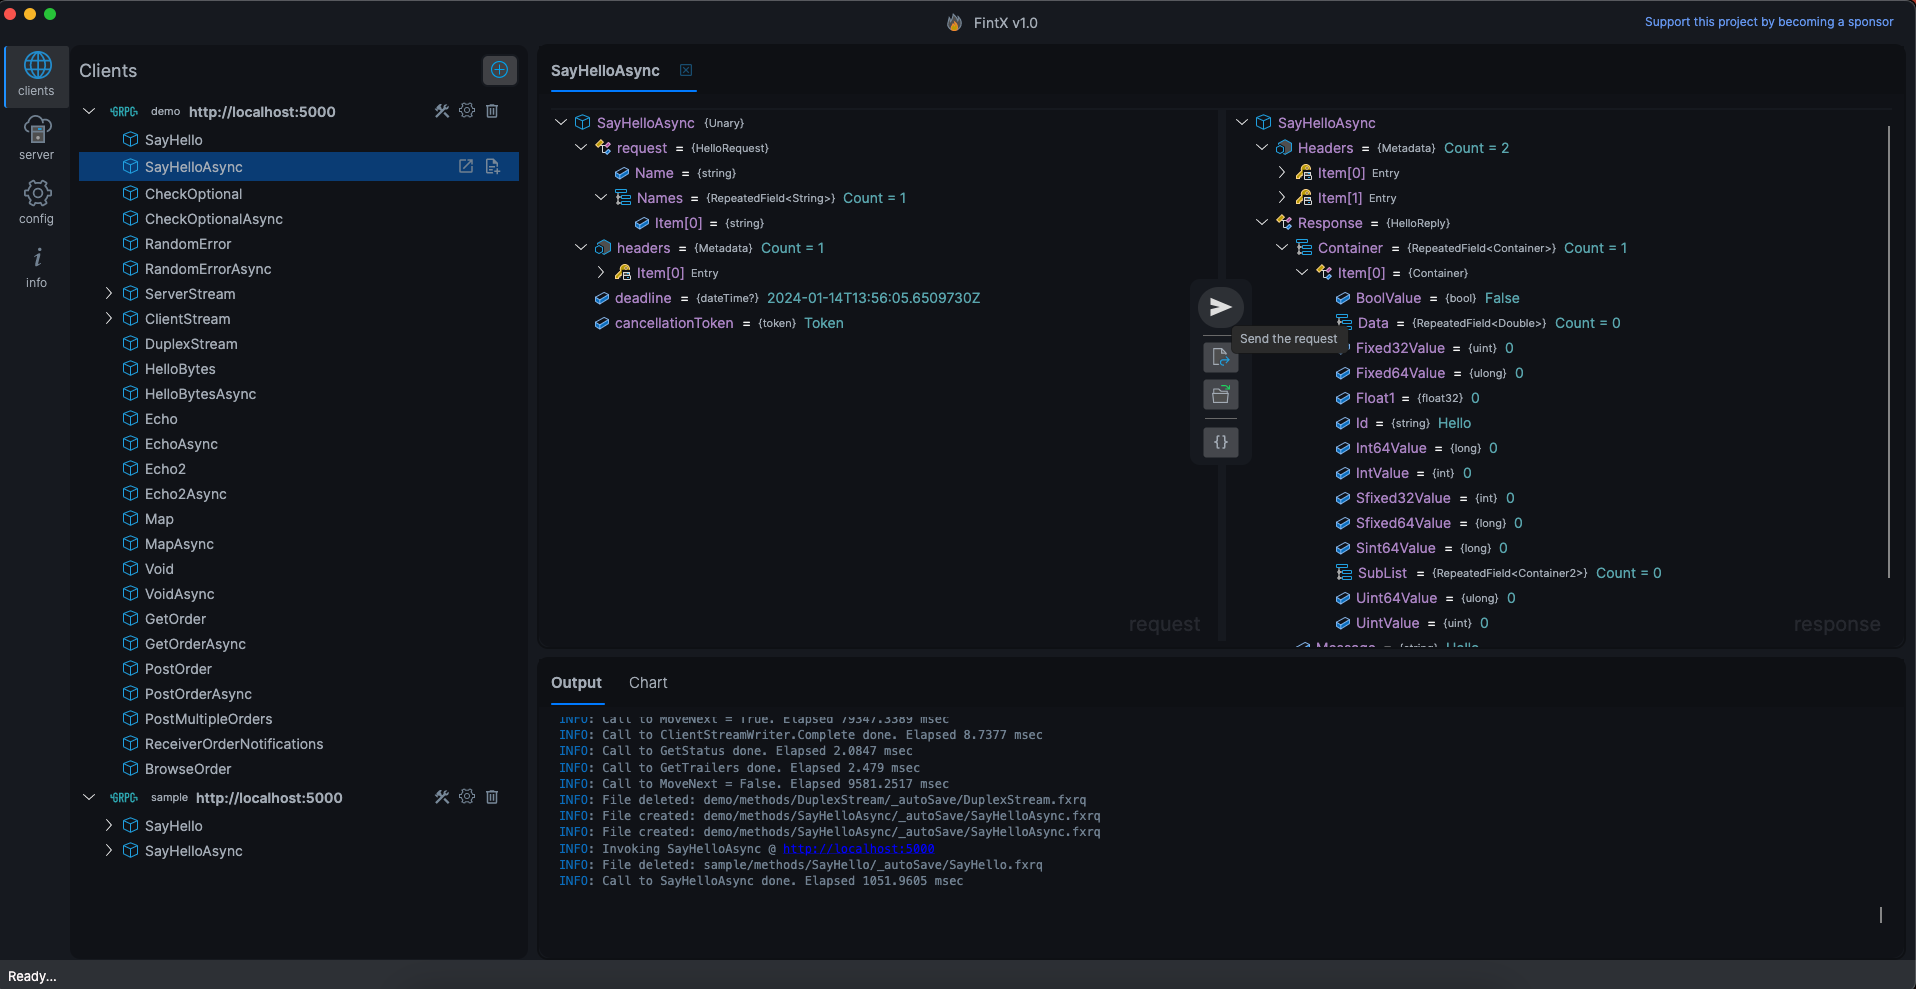 FintX v1.0
Support this project by becoming a sponsor
clients
server
config
info
Clients
GRPC demo http://localhost:5000
SayHello
SayHelloAsync
CheckOptional
CheckOptionalAsync
RandomError
RandomErrorAsync
ServerStream
ClientStream
DuplexStream
HelloBytes
HelloBytesAsync
Echo
EchoAsync
Echo2
Echo2Async
Map
MapAsync
Void
VoidAsync
GetOrder
GetOrderAsync
PostOrder
PostOrderAsync
PostMultipleOrders
ReceiverOrderNotifications
BrowseOrder
GRPC sample http://localhost:5000
SayHello
SayHelloAsync
SayHelloAsync
SayHelloAsync {Unary}
request = {HelloRequest}
Name = {string}
Names = {RepeatedField<String>} Count = 1
Item[0] = {string}
headers = {Metadata} Count = 1
Item[0] Entry
deadline = {dateTime?} 2024-01-14T13:56:05.6509730Z
cancellationToken = {token} Token
request
Send the request
{}
SayHelloAsync
Headers = {Metadata} Count = 2
Item[0] Entry
Item[1] Entry
Response = {HelloReply}
Container = {RepeatedField<Container>} Count = 1
Item[0] = {Container}
BoolValue = {bool} False
Data = {RepeatedField<Double>} Count = 0
Fixed32Value = {uint} 0
Fixed64Value = {ulong} 0
Float1 = {float32} 0
Id = {string} Hello
Int64Value = {long} 0
IntValue = {int} 0
Sfixed32Value = {int} 0
Sfixed64Value = {long} 0
Sint64Value = {long} 0
SubList = {RepeatedField<Container2>} Count = 0
Uint64Value = {ulong} 0
UintValue = {uint} 0
Message = {string} Hello
response
Output Chart
INFO: Call to MoveNext = True. Elapsed 79347.3389 msec
INFO: Call to ClientStreamWriter.Complete done. Elapsed 8.7377 msec
INFO: Call to GetStatus done. Elapsed 2.0847 msec
INFO: Call to GetTrailers done. Elapsed 2.479 msec
INFO: Call to MoveNext = False. Elapsed 9581.2517 msec
INFO: File deleted: demo/methods/DuplexStream/_autoSave/DuplexStream.fxrq
INFO: File created: demo/methods/SayHelloAsync/_autoSave/SayHelloAsync.fxrq
INFO: File created: demo/methods/SayHelloAsync/_autoSave/SayHelloAsync.fxrq
INFO: Invoking SayHelloAsync @ http://localhost:5000
INFO: File deleted: sample/methods/SayHello/_autoSave/SayHello.fxrq
INFO: Call to SayHelloAsync done. Elapsed 1051.9605 msec
Ready...